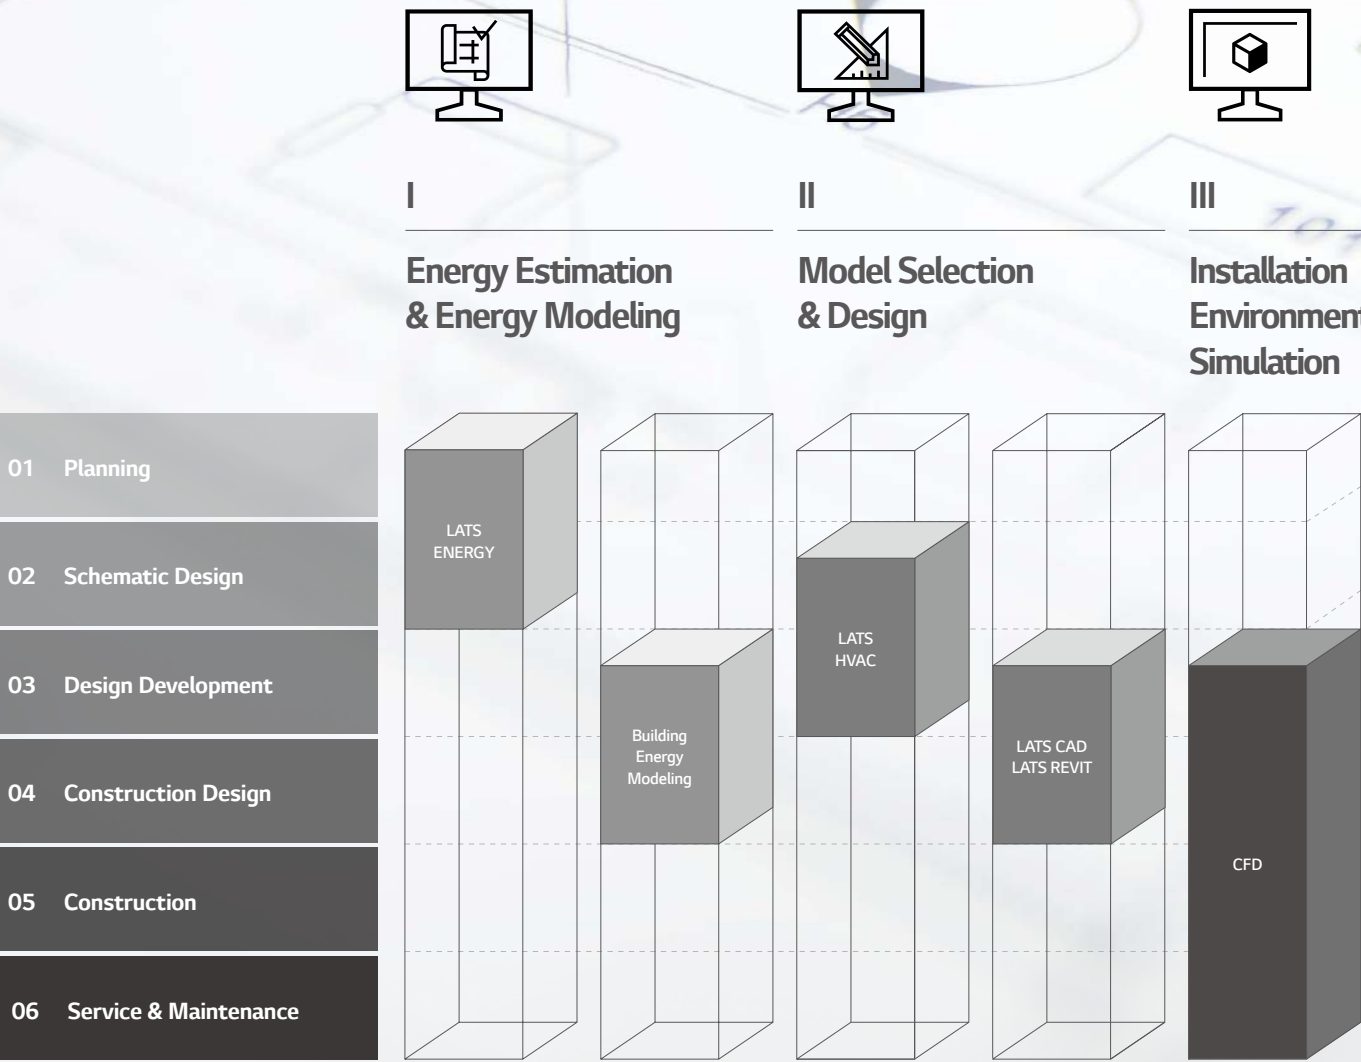 I
II
III
Energy Estimation
& Energy Modeling
Model Selection
& Design
Installation
Environment
Simulation
01 Planning
02 Schematic Design
03 Design Development
04 Construction Design
05 Construction
06 Service & Maintenance
LATS
ENERGY
Building
Energy
Modeling
LATS
HVAC
LATS CAD
LATS REVIT
CFD